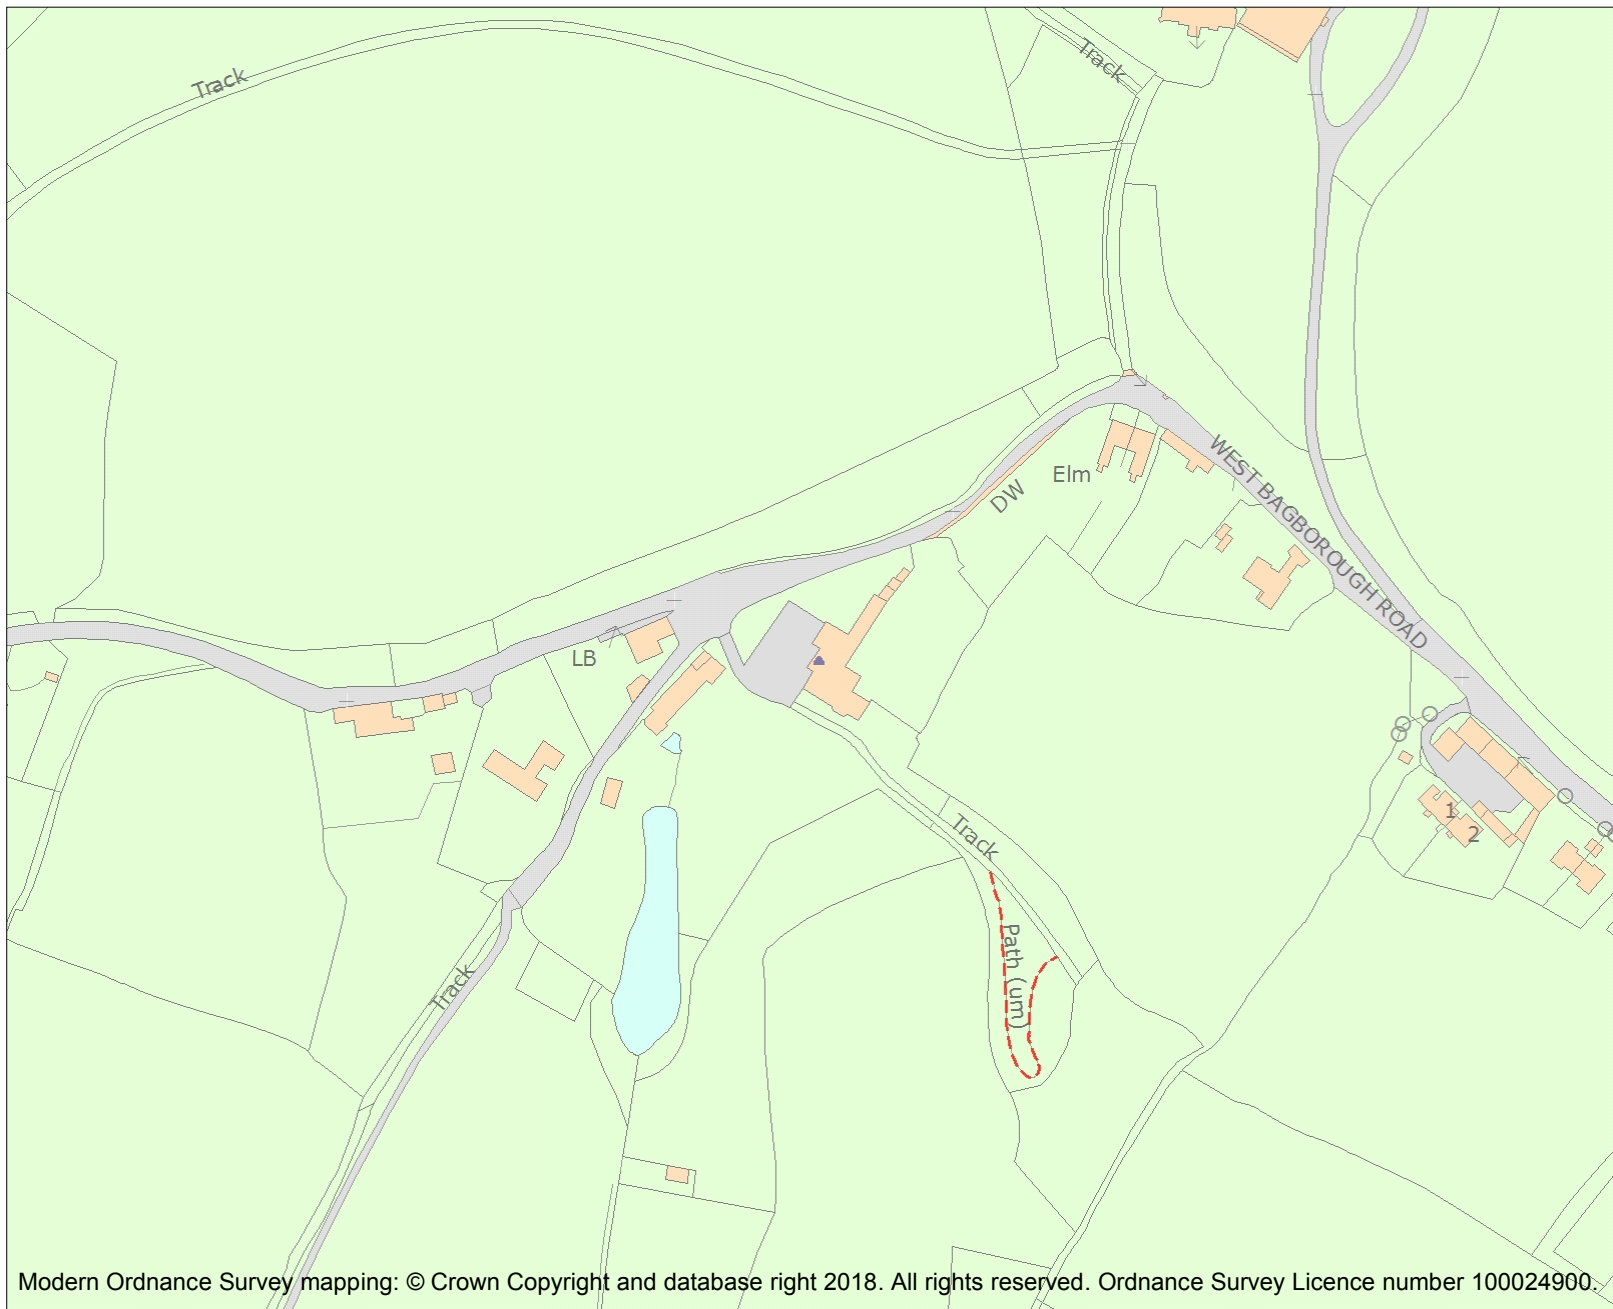 Track
Track
WEST BAGBOROUGH ROAD
Elm
DW
LB
1
2
Track
Path (um)
Track
Modern Ordnance Survey mapping: © Crown Copyright and database right 2018. All rights reserved. Ordnance Survey Licence number 100024900.